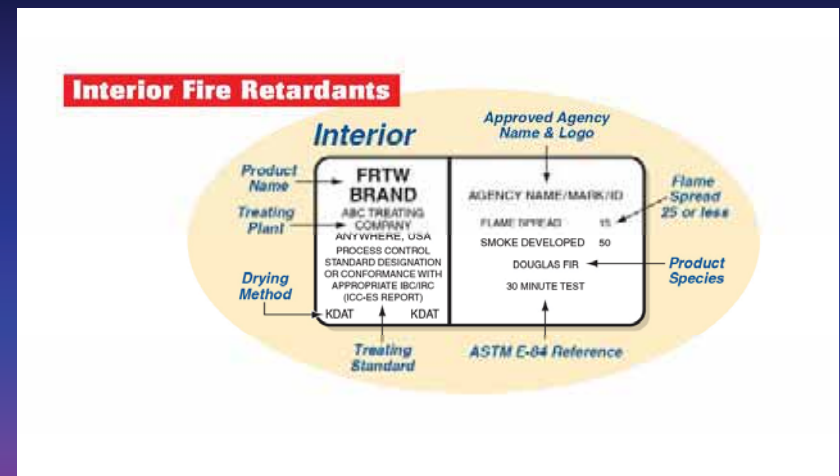 Interior Fire Retardants
Interior
Approved Agency
Name & Logo
Product
Name
FRTW
BRAND
Treating
Plant
ABC TREATING
COMPANY
ANYWHERE, USA
PROCESS CONTROL
STANDARD DESIGNATION
OR CONFORMANCE WITH
APPROPRIATE IBC/IRC
(ICC-ES REPORT)
Drying
Method
KDAT KDAT
Treating
Standard
AGENCY NAME/MARK/ID
FLAME SPREAD 15
SMOKE DEVELOPED 50
DOUGLAS FIR
30 MINUTE TEST
Flame
Spread
25 or less
Product
Species
ASTM E-84 Reference